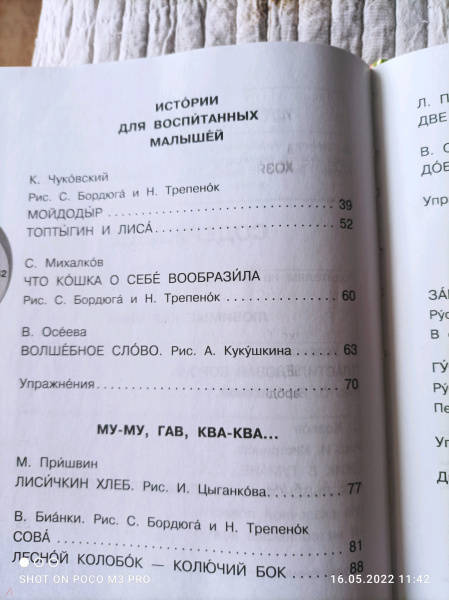 ИСТО́РИИ
ДЛЯ ВОСПИ́ТАННЫХ
МАЛЫШЕ́Й
К. Чуко́вский
Рис. С. Бордюга́ и Н. Трепено́к
МОЙДОДЫ́Р 39
ТОПТЫ́ГИН И ЛИСА́ 52
С. Михалко́в
ЧТО КО́ШКА О СЕБЕ́ ВООБРАЗИ́ЛА
Рис. С. Бордюга́ и Н. Трепено́к 60
В. Осе́ева
ВОЛШЕ́БНОЕ СЛО́ВО. Рис. А. Куку́шкина 63
Упражне́ния 70
МУ-МУ, ГАВ, КВА-КВА...
М. При́швин
ЛИСИ́ЧКИН ХЛЕБ. Рис. И. Цыганко́ва 77
В. Биа́нки. Рис. С. Бордюга́ и Н. Трепено́к
СОВА́ 81
ЛЕСНО́Й КОЛОБО́К — КОЛЮ́ЧИЙ БОК 88
Л. П
ДВЕ
В. О
Упр
В с
Ру
Уп
SHOT ON POCO M3 PRO
16.05.2022 11:42